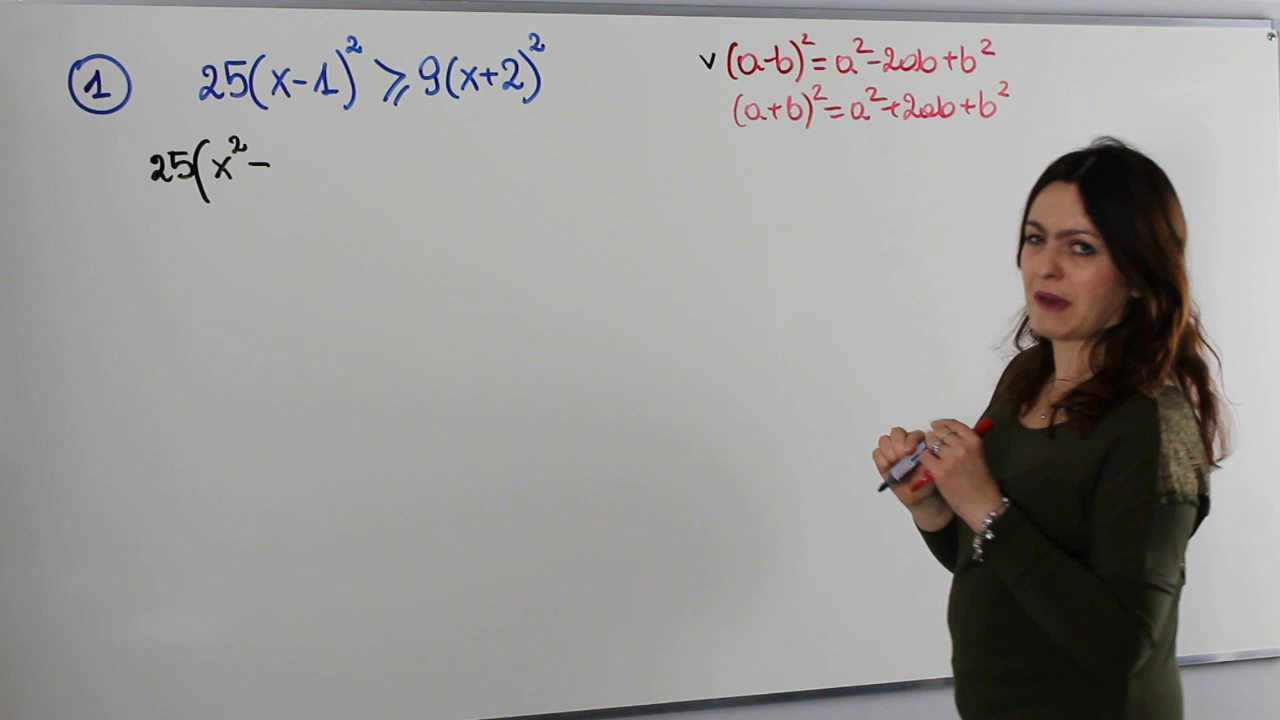 1 25(x-1)² ⩾ 9(x+2)²
25(x² -
v (a-b)² = a² - 2ab + b²
(a+b)² = a² + 2ab + b²